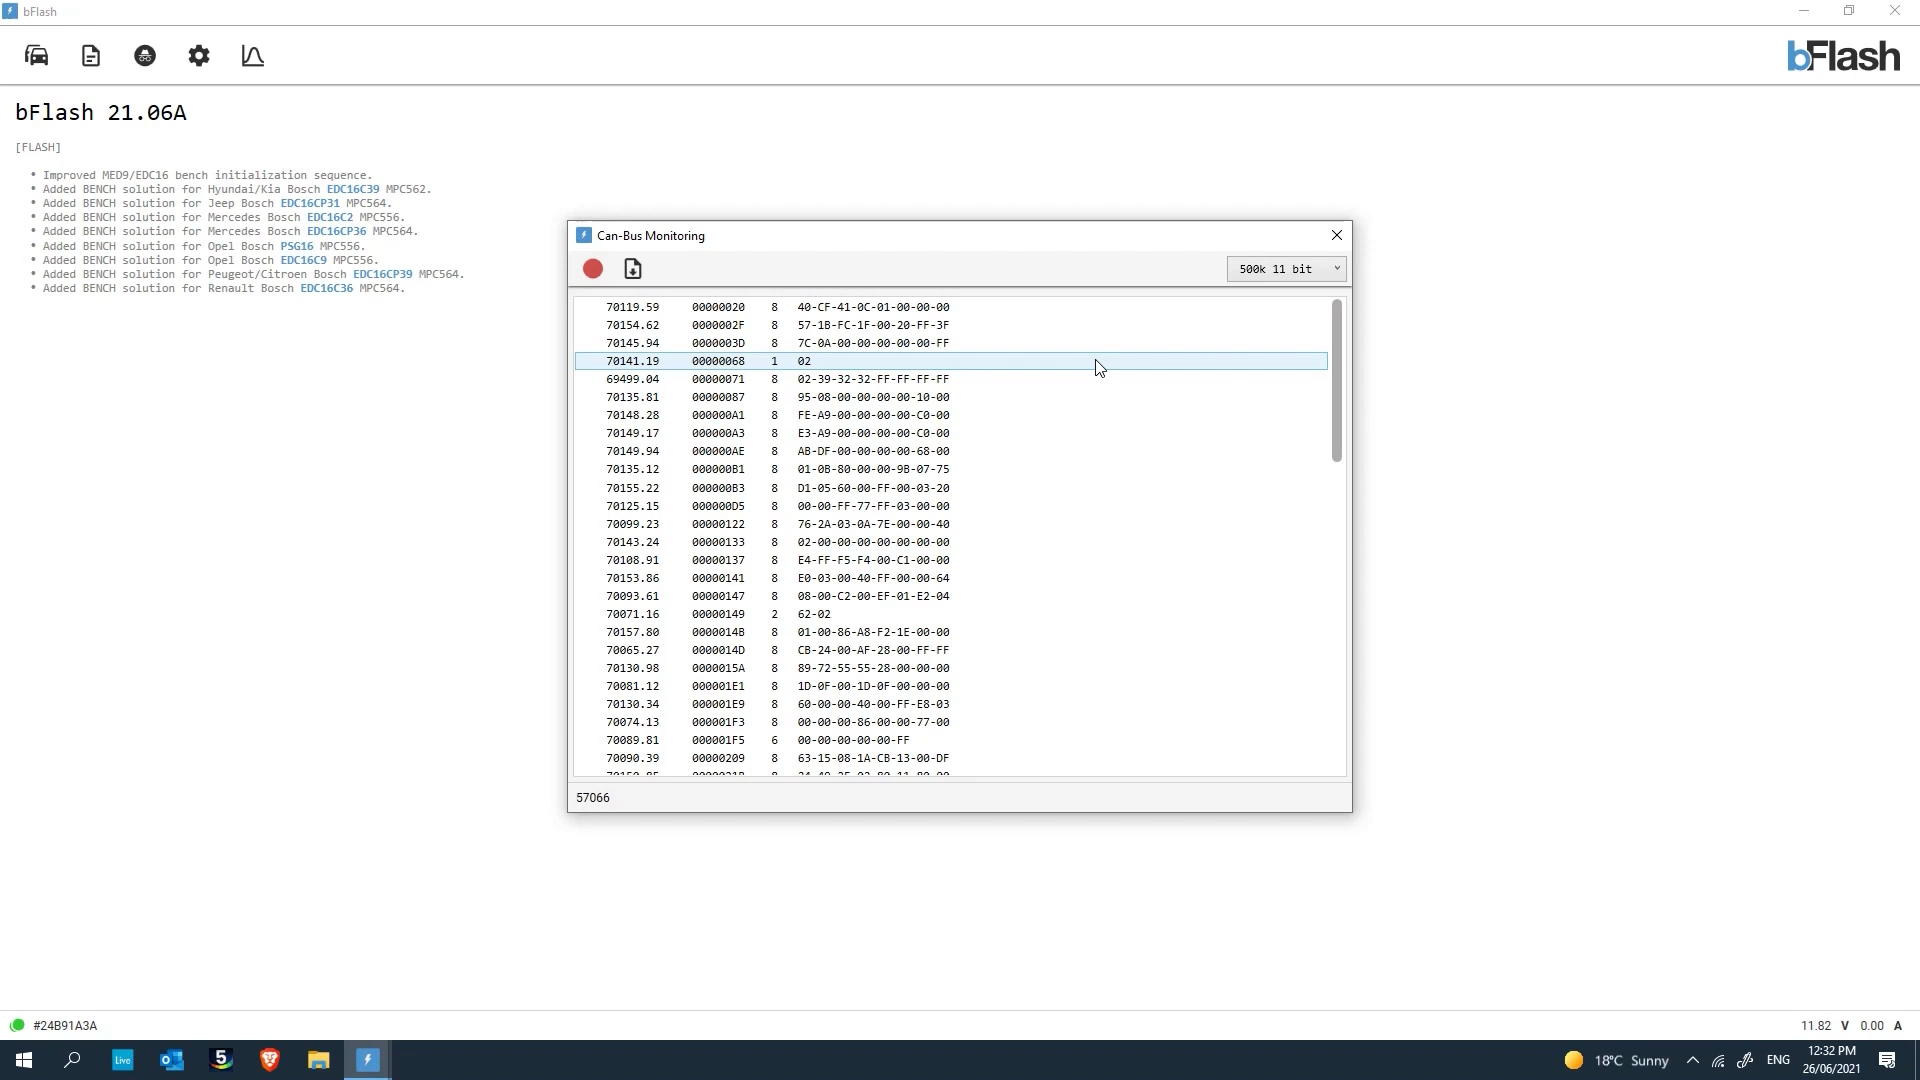 bFlash
bFlash
bFlash 21.06A
[FLASH]
• Improved MED9/EDC16 bench initialization sequence.
• Added BENCH solution for Hyundai/Kia Bosch EDC16C39 MPC562.
• Added BENCH solution for Jeep Bosch EDC16CP31 MPC564.
• Added BENCH solution for Mercedes Bosch EDC16C2 MPC556.
• Added BENCH solution for Mercedes Bosch EDC16CP36 MPC564.
• Added BENCH solution for Opel Bosch PSG16 MPC556.
• Added BENCH solution for Opel Bosch EDC16C9 MPC556.
• Added BENCH solution for Peugeot/Citroen Bosch EDC16CP39 MPC564.
• Added BENCH solution for Renault Bosch EDC16C36 MPC564.
Can-Bus Monitoring
500k 11 bit
70119.59 00000020 8 40-CF-41-0C-01-00-00-00
70154.62 0000002F 8 57-1B-FC-1F-00-20-FF-3F
70145.94 0000003D 8 7C-0A-00-00-00-00-00-FF
70141.19 00000068 1 02
69499.04 00000071 8 02-39-32-32-FF-FF-FF-FF
70135.81 00000087 8 95-08-00-00-00-00-10-00
70148.28 000000A1 8 FE-A9-00-00-00-00-C0-00
70149.17 000000A3 8 E3-A9-00-00-00-00-C0-00
70149.94 000000AE 8 AB-DF-00-00-00-00-68-00
70135.12 000000B1 8 01-0B-80-00-00-9B-07-75
70155.22 000000B3 8 D1-05-60-00-FF-00-03-20
70125.15 000000D5 8 00-00-FF-77-FF-03-00-00
70099.23 00000122 8 76-2A-03-0A-7E-00-00-40
70143.24 00000133 8 02-00-00-00-00-00-00-00
70108.91 00000137 8 E4-FF-F5-F4-00-C1-00-00
70153.86 00000141 8 E0-03-00-40-FF-00-00-64
70093.61 00000147 8 08-00-C2-00-EF-01-E2-04
70071.16 00000149 2 62-02
70157.80 0000014B 8 01-00-86-A8-F2-1E-00-00
70065.27 0000014D 8 CB-24-00-AF-28-00-FF-FF
70130.98 0000015A 8 89-72-55-55-28-00-00-00
70081.12 000001E1 8 1D-0F-00-1D-0F-00-00-00
70130.34 000001E9 8 60-00-00-40-00-FF-E8-03
70074.13 000001F3 8 00-00-00-86-00-00-77-00
70089.81 000001F5 6 00-00-00-00-00-FF
70090.39 00000209 8 63-15-08-1A-CB-13-00-DF
57066
#24B91A3A
11.82 V 0.00 A
Live
5
18°C Sunny
ENG
12:32 PM
26/06/2021